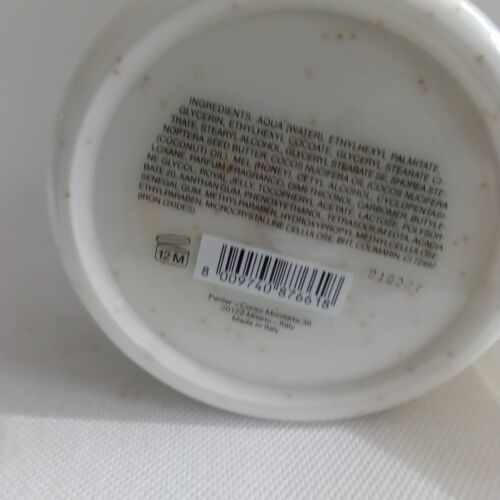 INGREDIENTS: AQUA (WATER), ETHYLHEXYL PALMITATE,
GLYCERIN, ETHYLHEXYL COCOATE, GLYCERYL STEARATE CI-
TRATE, STEARYL ALCOHOL, GLYCERYL STEARATE SE, SHOREA STE-
NOPTERA SEED BUTTER, COCOS NUCIFERA OIL (COCOS NUCIFERA
(COCONUT) OIL), MEL (HONEY), CETYL ALCOHOL, CYCLOPENTASI-
LOXANE, PARFUM (FRAGRANCE), DIMETHICONOL, CARBOMER, BUTYLE-
NE GLYCOL, ROYAL JELLY, TOCOPHERYL ACETATE, LACTOSE, POLYSOR-
BATE 20, XANTHAN GUM, PHENOXYETHANOL, TETRASODIUM EDTA, ACACIA
SENEGAL GUM, METHYLPARABEN, HYDROXYPROPYL METHYLCELLULOSE,
ETHYLPARABEN, MICROCRYSTALLINE CELLULOSE, BHT, COUMARIN, CI 77492
(IRON OXIDES).
12 M
8 009740 876618
216327
Perlier - Corso Monforte, 36
20122 Milano - Italy
Made in Italy